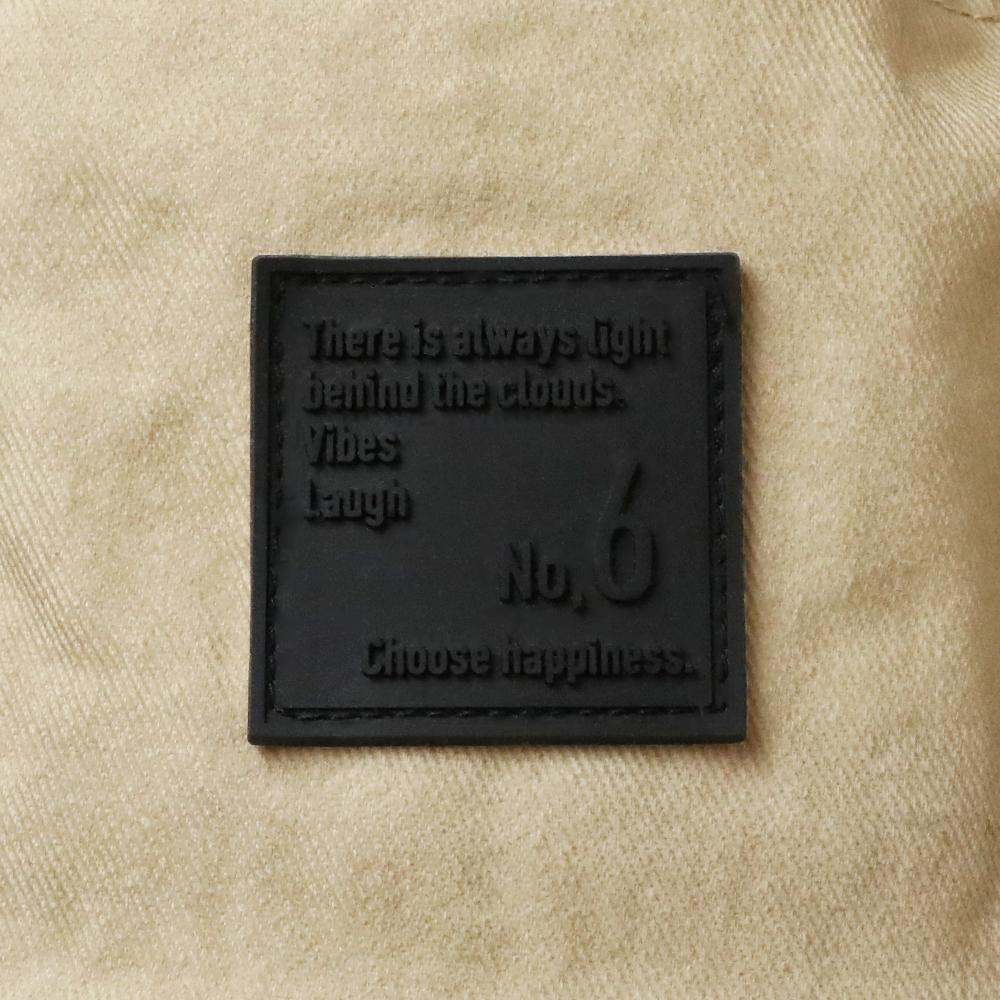 There is always light
behind the clouds.
Vibes
Laugh
No,6
Choose happiness.